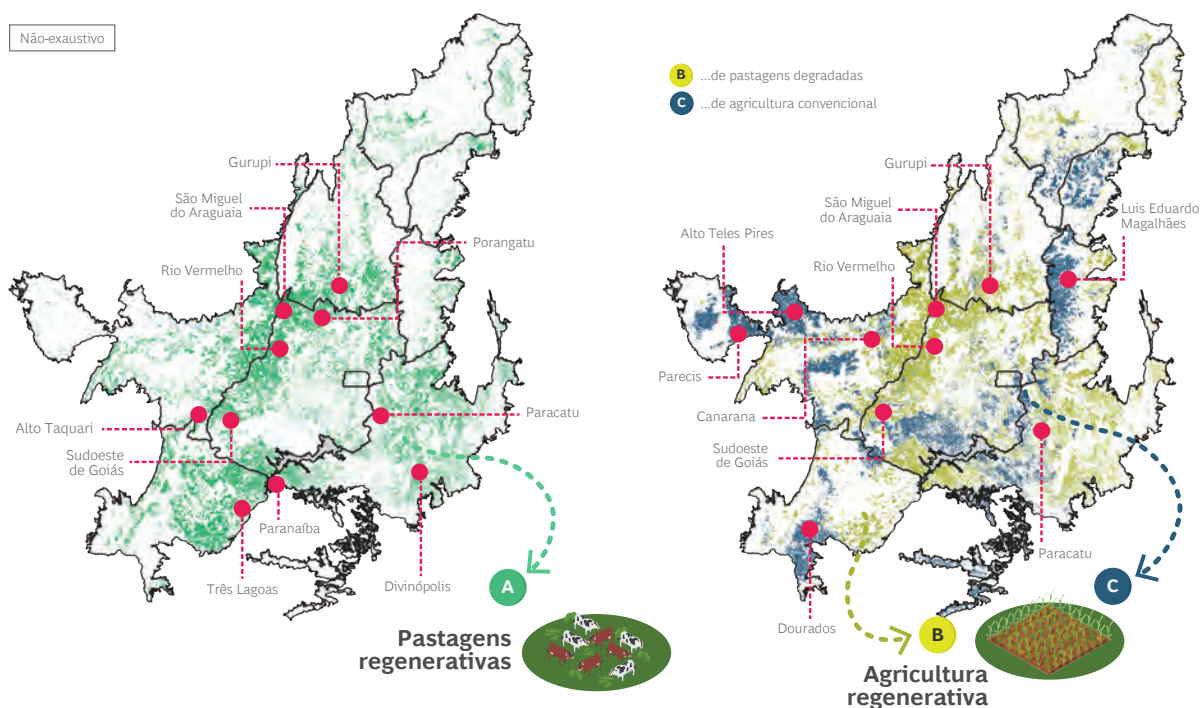 Não-exaustivo
Gurupi
São Miguel
do Araguaia
Porangatu
Rio Vermelho
Alto Taquari
Sudoeste
de Goiás
Paracatu
Paranaíba
Três Lagoas
Divinópolis
A
Pastagens
regenerativas
B ...de pastagens degradadas
C ...de agricultura convencional
Gurupi
São Miguel
do Araguaia
Luis Eduardo
Magalhães
Alto Teles Pires
Rio Vermelho
Parecis
Canarana
Sudoeste
de Goiás
Paracatu
Dourados
C
B
Agricultura
regenerativa